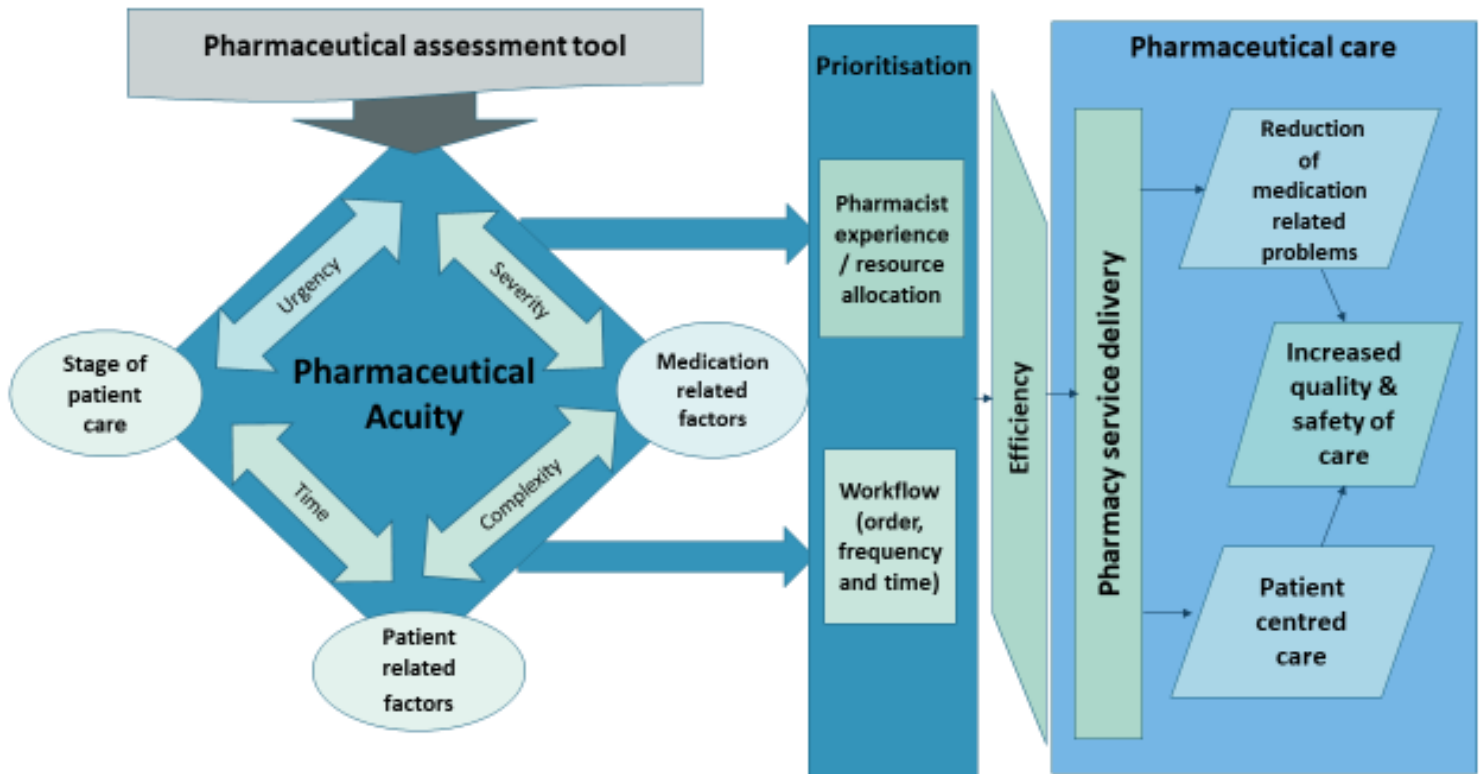 Pharmaceutical assessment tool
Urgency
Severity
Pharmaceutical
Acuity
Stage of
patient
care
Medication
related
factors
Time
Complexity
Patient
related
factors
Prioritisation
Pharmacist
experience
/ resource
allocation
Workflow
(order,
frequency
and time)
Efficiency
Pharmaceutical care
Pharmacy service delivery
Reduction
of
medication
related
problems
Increased
quality &
safety of
care
Patient
centred
care